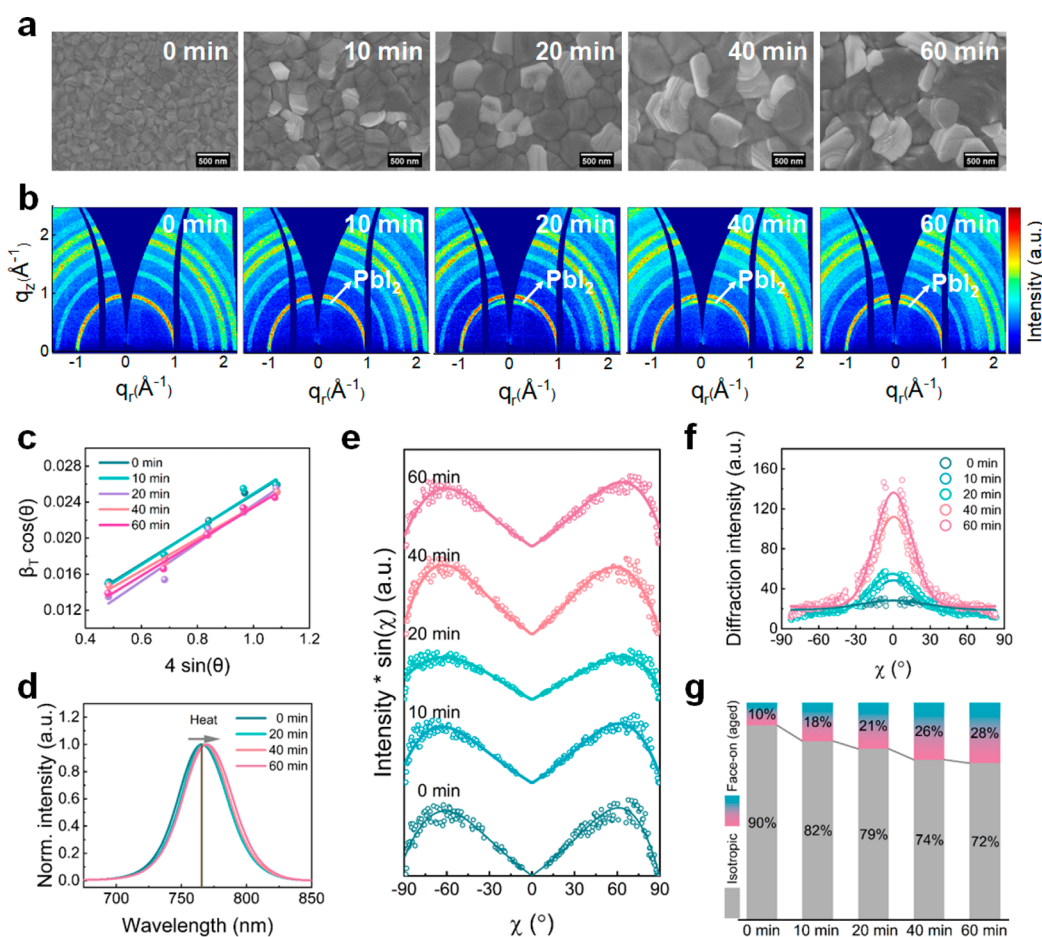 a
0 min 10 min 20 min 40 min 60 min
500 nm 500 nm 500 nm 500 nm 500 nm
b
0 min 10 min 20 min 40 min 60 min
PbI₂ PbI₂ PbI₂ PbI₂
q_z(Å⁻¹)
2
1
0
-1 0 1 2 -1 0 1 2 -1 0 1 2 -1 0 1 2 -1 0 1 2
q_r(Å⁻¹) q_r(Å⁻¹) q_r(Å⁻¹) q_r(Å⁻¹) q_r(Å⁻¹)
Intensity (a.u.)
c
β_T cos(θ)
0.028
0.024
0.020
0.016
0.012
0 min
10 min
20 min
40 min
60 min
0.4 0.6 0.8 1.0 1.2
4 sin(θ)
d
Norm. intensity (a.u.)
1.2
1.0
0.8
0.6
0.4
0.2
0.0
Heat
0 min
20 min
40 min
60 min
700 750 800 850
Wavelength (nm)
e
Intensity * sin(χ) (a.u.)
60 min
40 min
20 min
10 min
0 min
-90 -60 -30 0 30 60 90
χ (°)
f
Diffraction intensity (a.u.)
160
120
80
40
0
0 min
10 min
20 min
40 min
60 min
-90 -60 -30 0 30 60 90
χ (°)
g
Isotropic Face-on (aged)
10% 18% 21% 26% 28%
90% 82% 79% 74% 72%
0 min 10 min 20 min 40 min 60 min